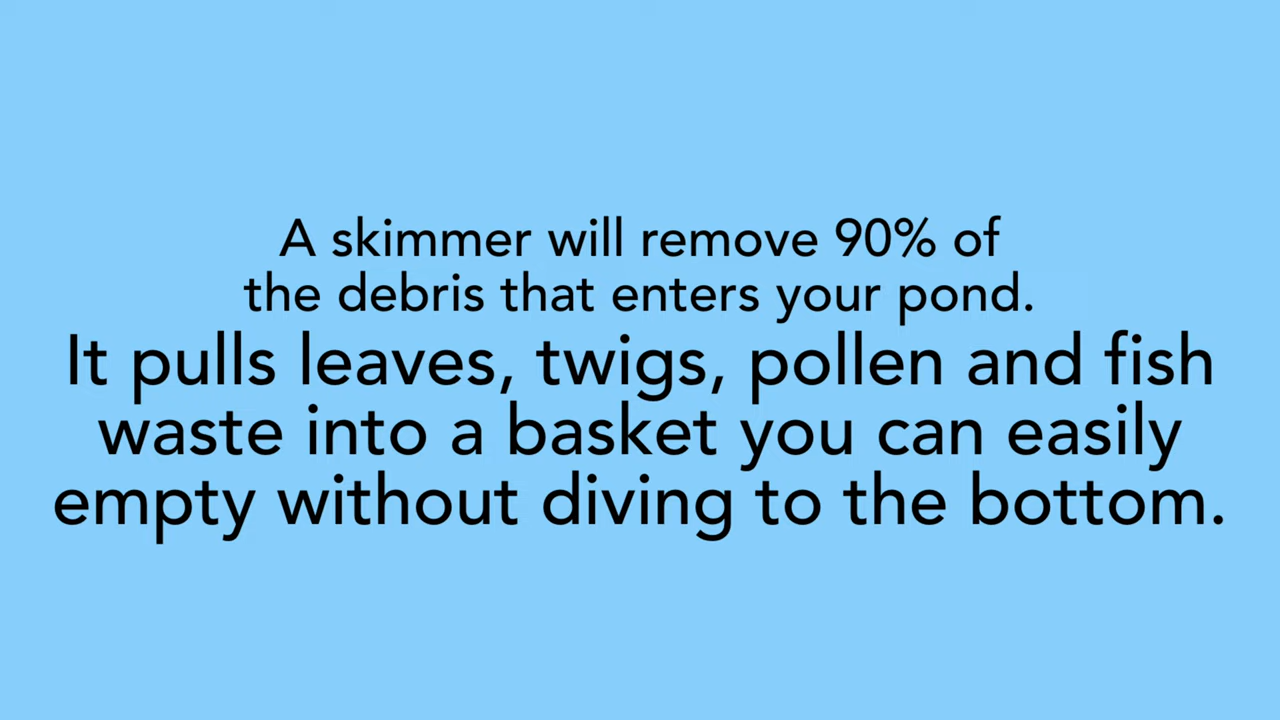 A skimmer will remove 90% of
the debris that enters your pond.
It pulls leaves, twigs, pollen and fish
waste into a basket you can easily
empty without diving to the bottom.